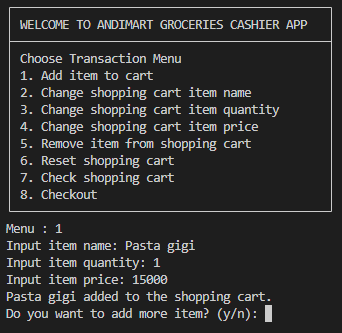 WELCOME TO ANDIMART GROCERIES CASHIER APP
Choose Transaction Menu
1. Add item to cart
2. Change shopping cart item name
3. Change shopping cart item quantity
4. Change shopping cart item price
5. Remove item from shopping cart
6. Reset shopping cart
7. Check shopping cart
8. Checkout
Menu : 1
Input item name: Pasta gigi
Input item quantity: 1
Input item price: 15000
Pasta gigi added to the shopping cart.
Do you want to add more item? (y/n):